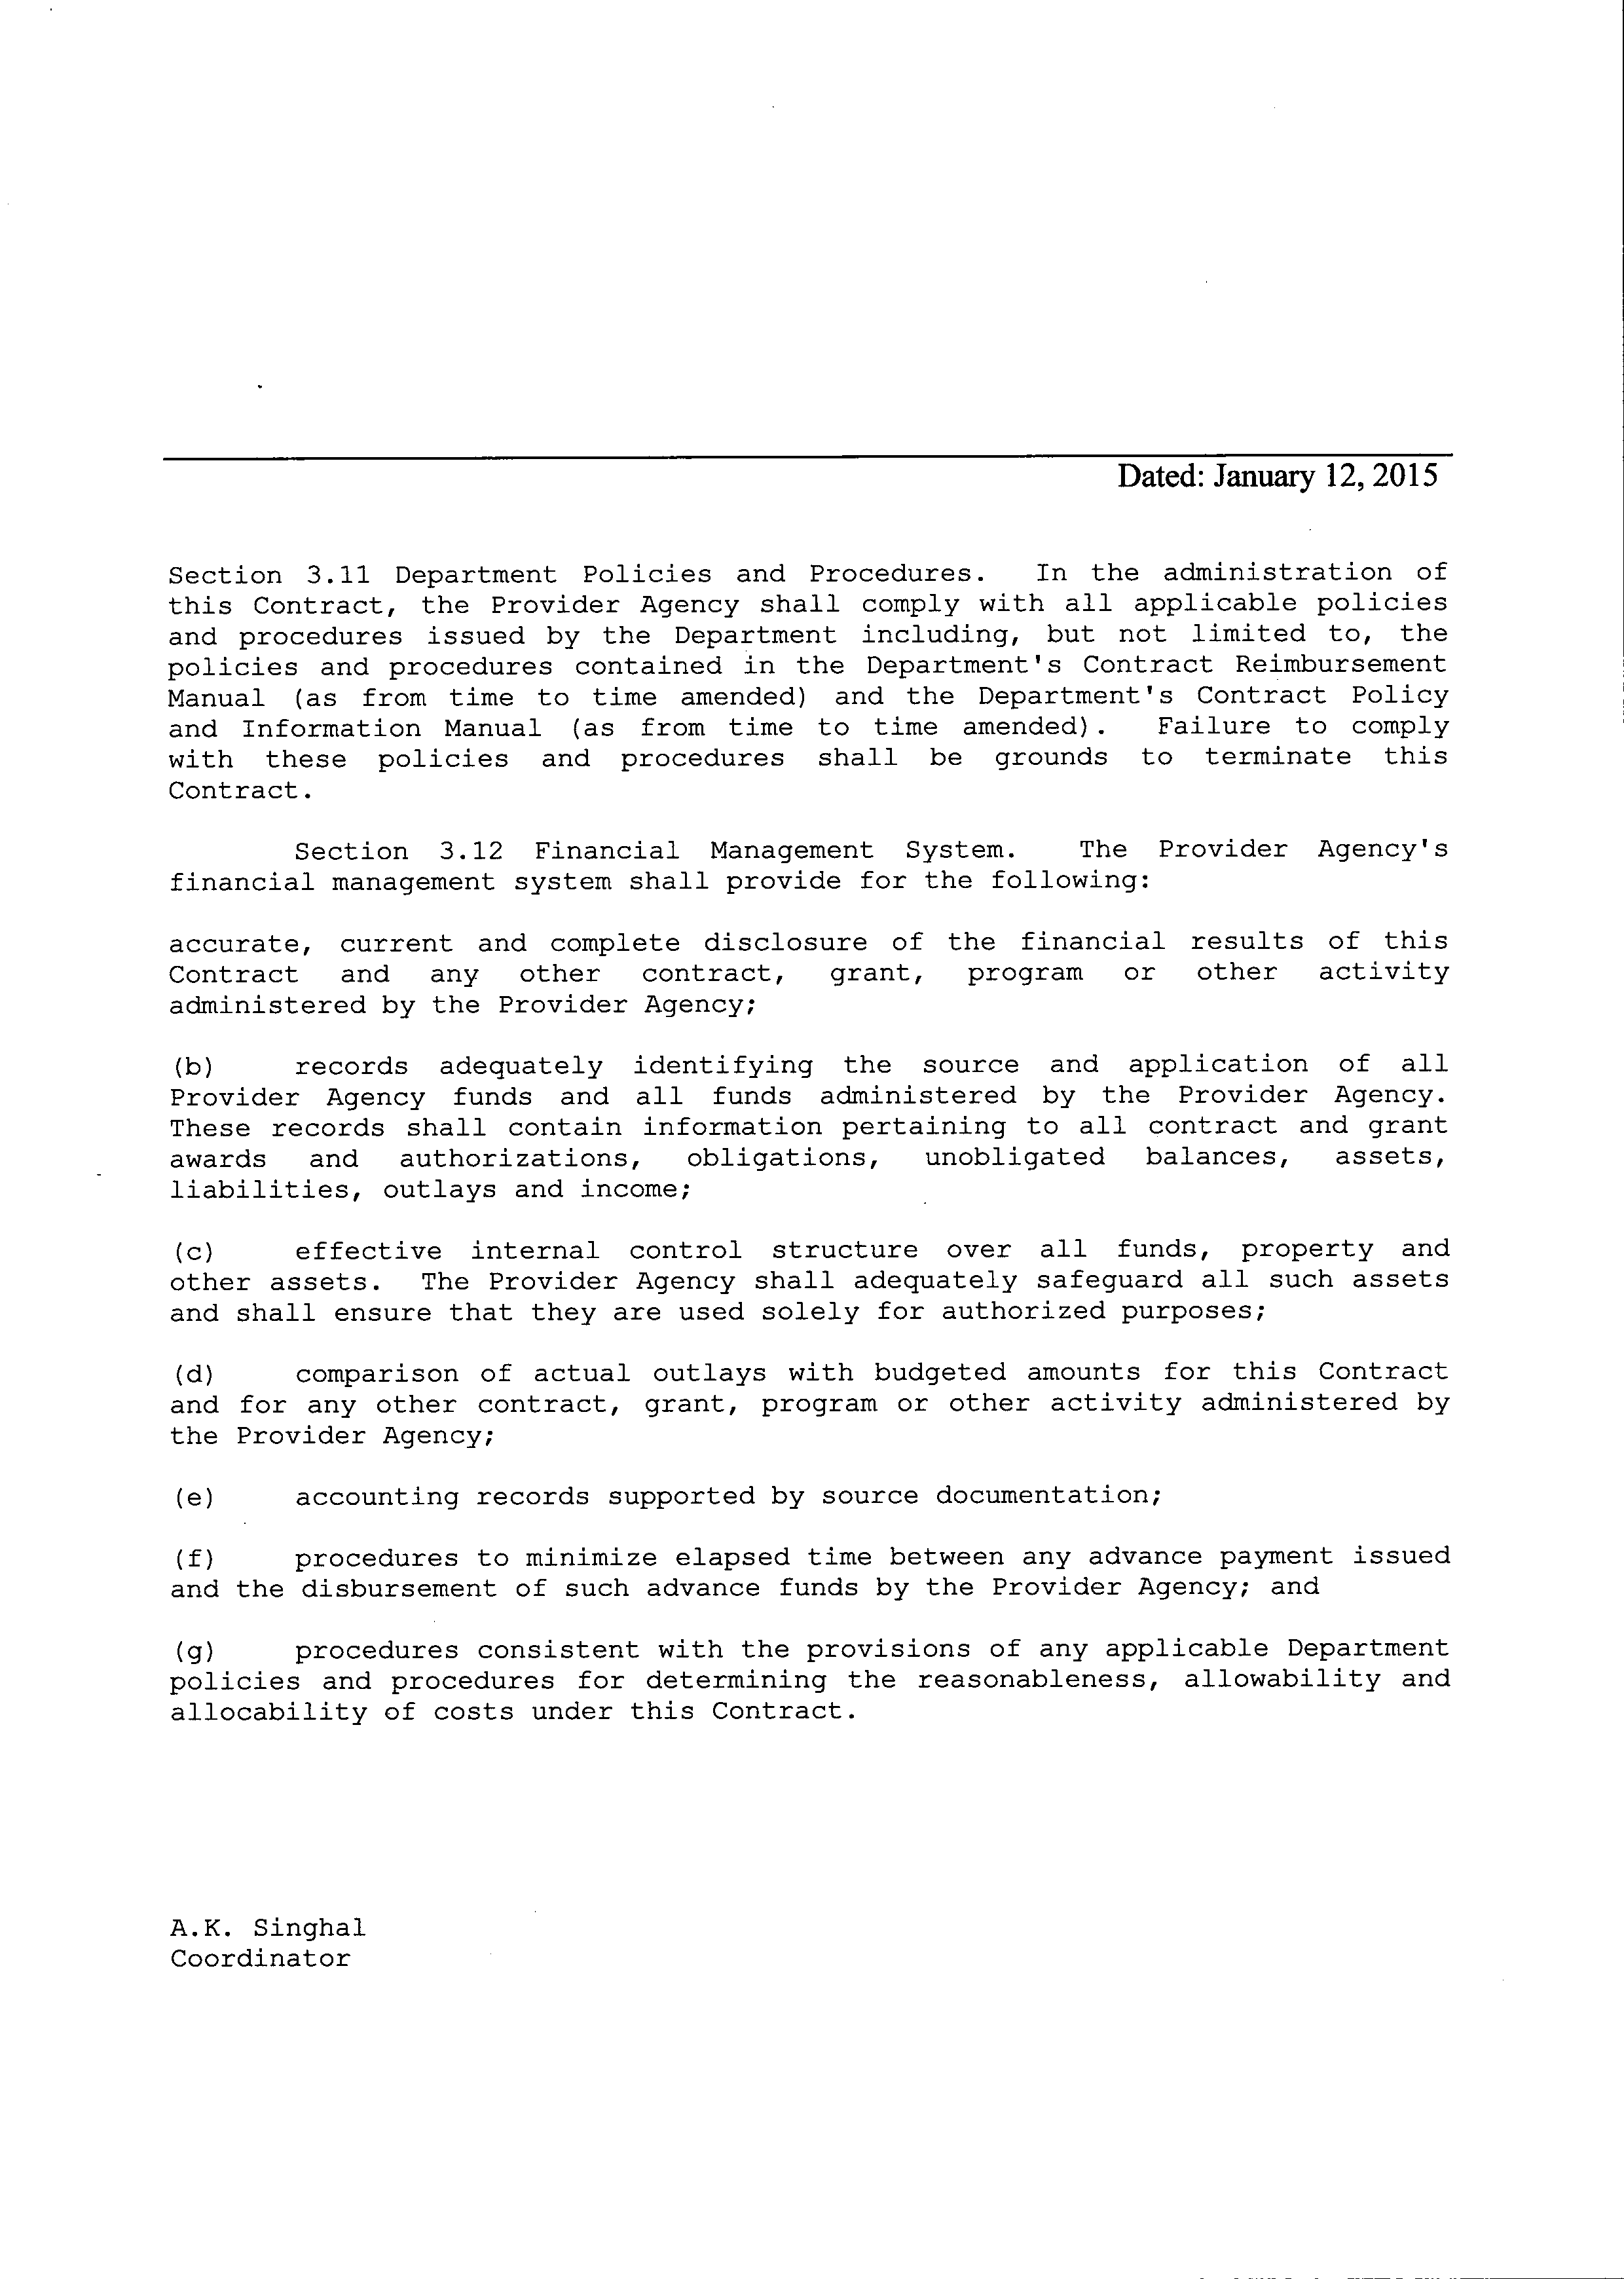 Dated: January 12, 2015
Section 3.11 Department Policies and Procedures. In the administration of
this Contract, the Provider Agency shall comply with all applicable policies
and procedures issued by the Department including, but not limited to, the
policies and procedures contained in the Department's Contract Reimbursement
Manual (as from time to time amended) and the Department's Contract Policy
and Information Manual (as from time to time amended). Failure to comply
with these policies and procedures shall be grounds to terminate this
Contract.
Section 3.12 Financial Management System. The Provider Agency's
financial management system shall provide for the following:
accurate, current and complete disclosure of the financial results of this
Contract and any other contract, grant, program or other activity
administered by the Provider Agency;
(b) records adequately identifying the source and application of all
Provider Agency funds and all funds administered by the Provider Agency.
These records shall contain information pertaining to all contract and grant
awards and authorizations, obligations, unobligated balances, assets,
liabilities, outlays and income;
(c) effective internal control structure over all funds, property and
other assets. The Provider Agency shall adequately safeguard all such assets
and shall ensure that they are used solely for authorized purposes;
(d) comparison of actual outlays with budgeted amounts for this Contract
and for any other contract, grant, program or other activity administered by
the Provider Agency;
(e) accounting records supported by source documentation;
(f) procedures to minimize elapsed time between any advance payment issued
and the disbursement of such advance funds by the Provider Agency; and
(g) procedures consistent with the provisions of any applicable Department
policies and procedures for determining the reasonableness, allowability and
allocability of costs under this Contract.
A.K. Singhal
Coordinator